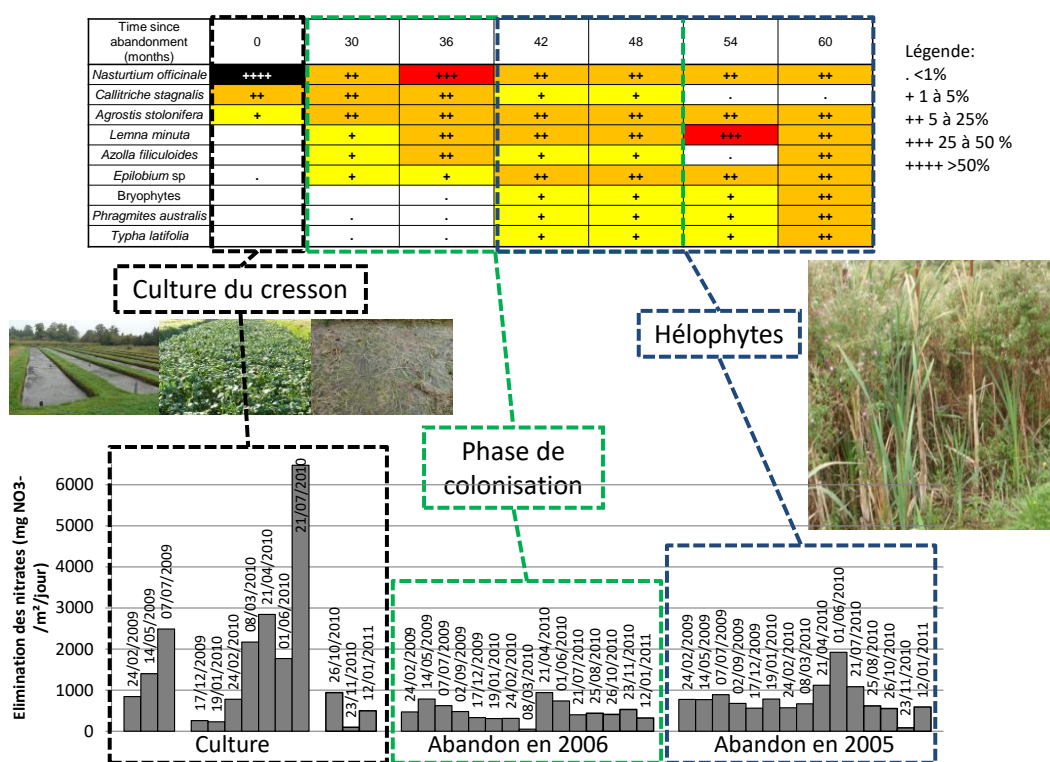 Time since abandonment (months) 0 30 36 42 48 54 60
Nasturtium officinale ++++ ++ +++ ++ ++ ++ ++
Callitriche stagnalis ++ ++ ++ + + . .
Agrostis stolonifera + ++ ++ ++ ++ ++ ++
Lemna minuta + ++ ++ ++ +++ ++
Azolla filiculoides + ++ + + . ++
Epilobium sp . + + ++ ++ ++ ++
Bryophytes . + + + ++
Phragmites australis . . + + + ++
Typha latifolia . . + + + ++
Légende:
. <1%
+ 1 à 5%
++ 5 à 25%
+++ 25 à 50 %
++++ >50%
Culture du cresson
Hélophytes
Phase de
colonisation
Elimination des nitrates (mg NO3-
/m²/jour)
6000
5000
4000
3000
2000
1000
0
24/02/2009
14/05/2009
07/07/2009
17/12/2009
19/01/2010
24/02/2010
08/03/2010
21/04/2010
01/06/2010
21/07/2010
26/10/2010
23/11/2010
12/01/2011
Culture
24/02/2009
14/05/2009
07/07/2009
02/09/2009
17/12/2009
19/01/2010
24/02/2010
08/03/2010
21/04/2010
01/06/2010
21/07/2010
25/08/2010
26/10/2010
23/11/2010
12/01/2011
Abandon en 2006
24/02/2009
14/05/2009
07/07/2009
02/09/2009
17/12/2009
19/01/2010
24/02/2010
08/03/2010
21/04/2010
01/06/2010
21/07/2010
25/08/2010
26/10/2010
23/11/2010
12/01/2011
Abandon en 2005